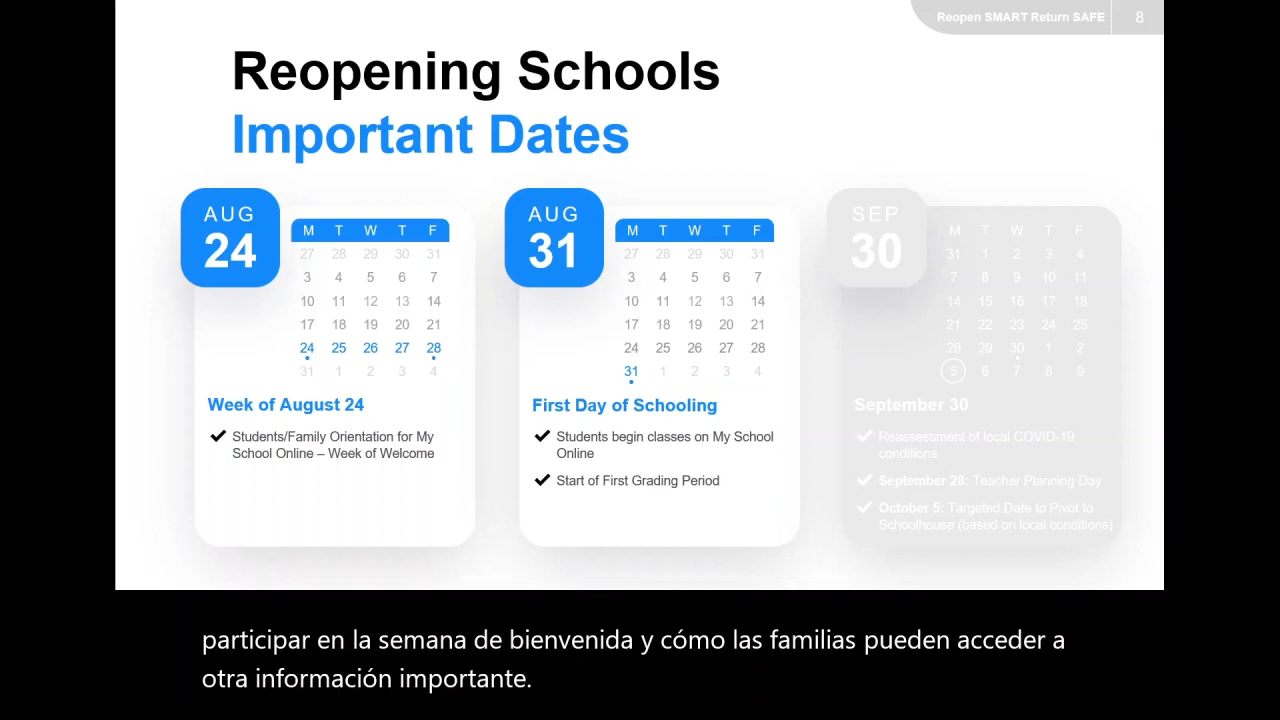 Reopen SMART Return SAFE 8
Reopening Schools
Important Dates
AUG
24
M T W T F
27 28 29 30 31
3 4 5 6 7
10 11 12 13 14
17 18 19 20 21
24 25 26 27 28
31 1 2 3 4
Week of August 24
Students/Family Orientation for My
School Online – Week of Welcome
AUG
31
M T W T F
27 28 29 30 31
3 4 5 6 7
10 11 12 13 14
17 18 19 20 21
24 25 26 27 28
31 1 2 3 4
First Day of Schooling
Students begin classes on My School
Online
Start of First Grading Period
SEP
30
M T W T F
31 1 2 3 4
7 8 9 10 11
14 15 16 17 18
21 22 23 24 25
28 29 30 1 2
5 6 7 8 9
September 30
Reassessment of local COVID-19
conditions
September 28: Teacher Planning Day
October 5: Targeted Date to Pivot to
Schoolhouse (based on local conditions)
participar en la semana de bienvenida y cómo las familias pueden acceder a
otra información importante.